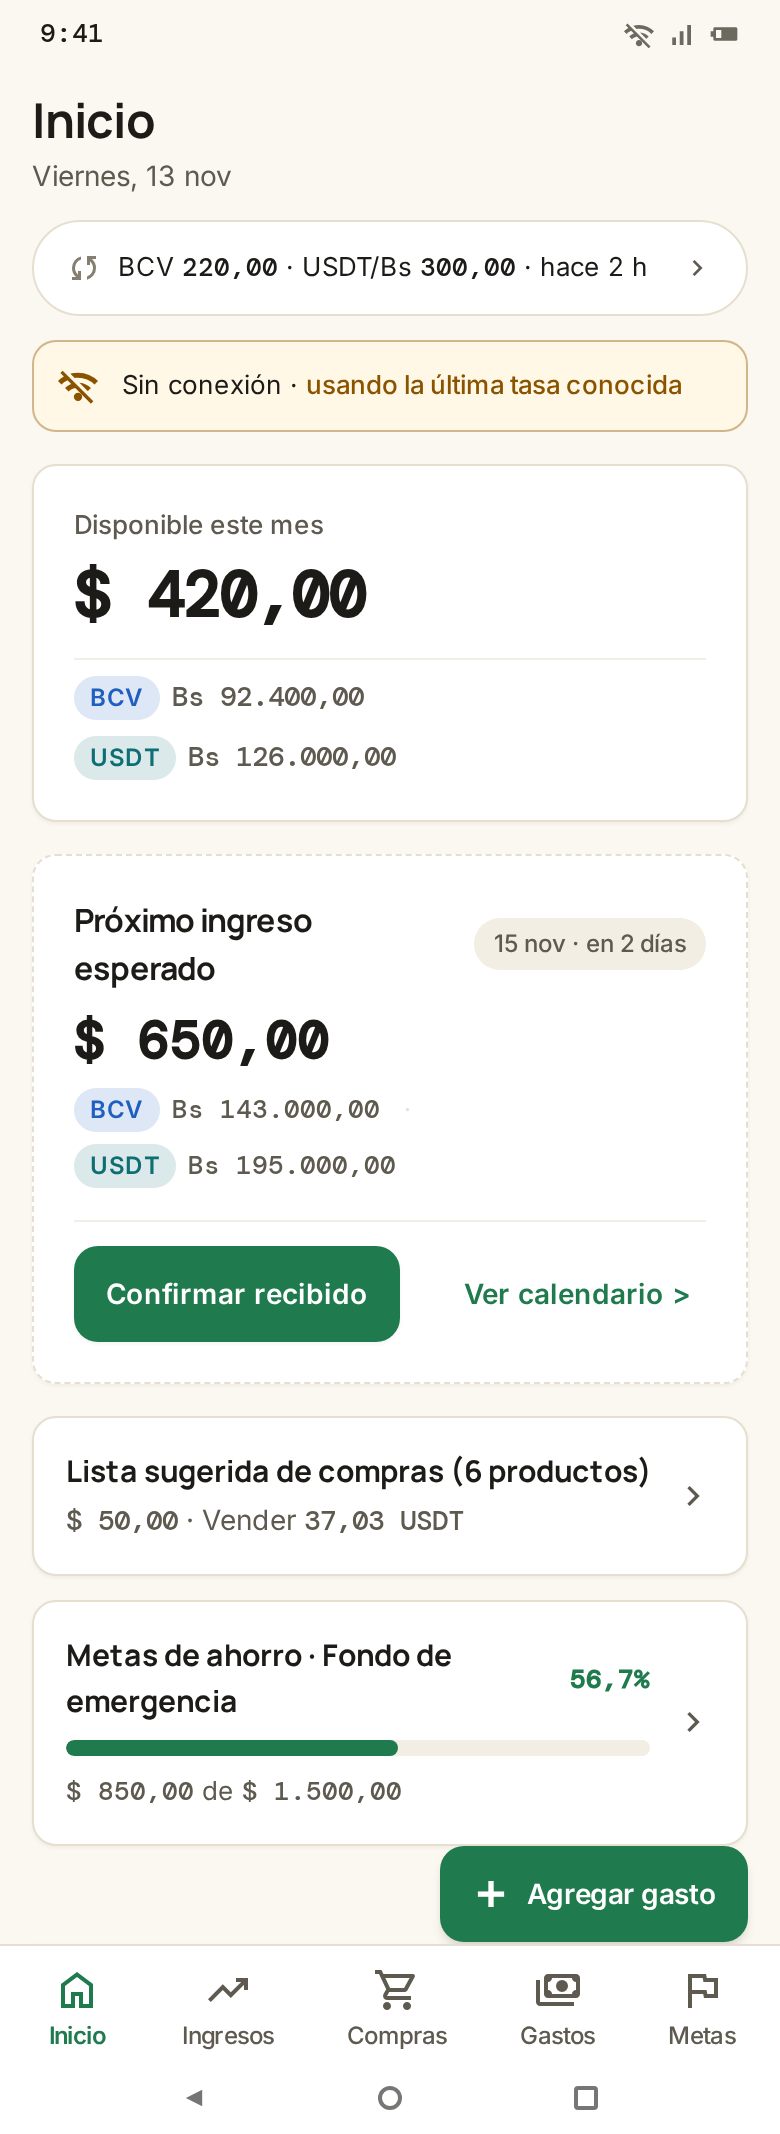 9:41
Inicio
Viernes, 13 nov
BCV 220,00 · USDT/Bs 300,00 · hace 2 h
Sin conexión · usando la última tasa conocida
Disponible este mes
$ 420,00
BCV Bs 92.400,00
USDT Bs 126.000,00
Próximo ingreso
esperado
15 nov · en 2 días
$ 650,00
BCV Bs 143.000,00 ·
USDT Bs 195.000,00
Confirmar recibido
Ver calendario >
Lista sugerida de compras (6 productos)
$ 50,00 · Vender 37,03 USDT
Metas de ahorro · Fondo de
emergencia
56,7%
$ 850,00 de $ 1.500,00
+ Agregar gasto
Inicio
Ingresos
Compras
Gastos
Metas